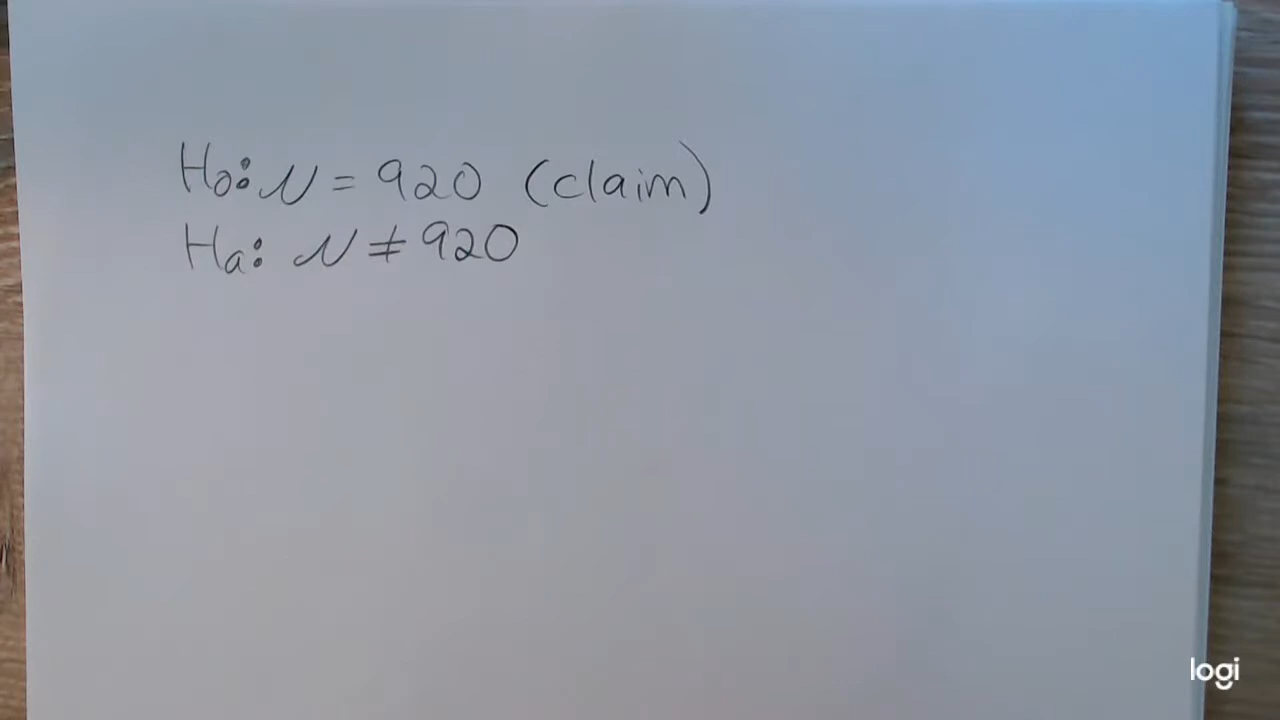 H₀: μ = 920 (claim)
Hₐ: μ ≠ 920
logi